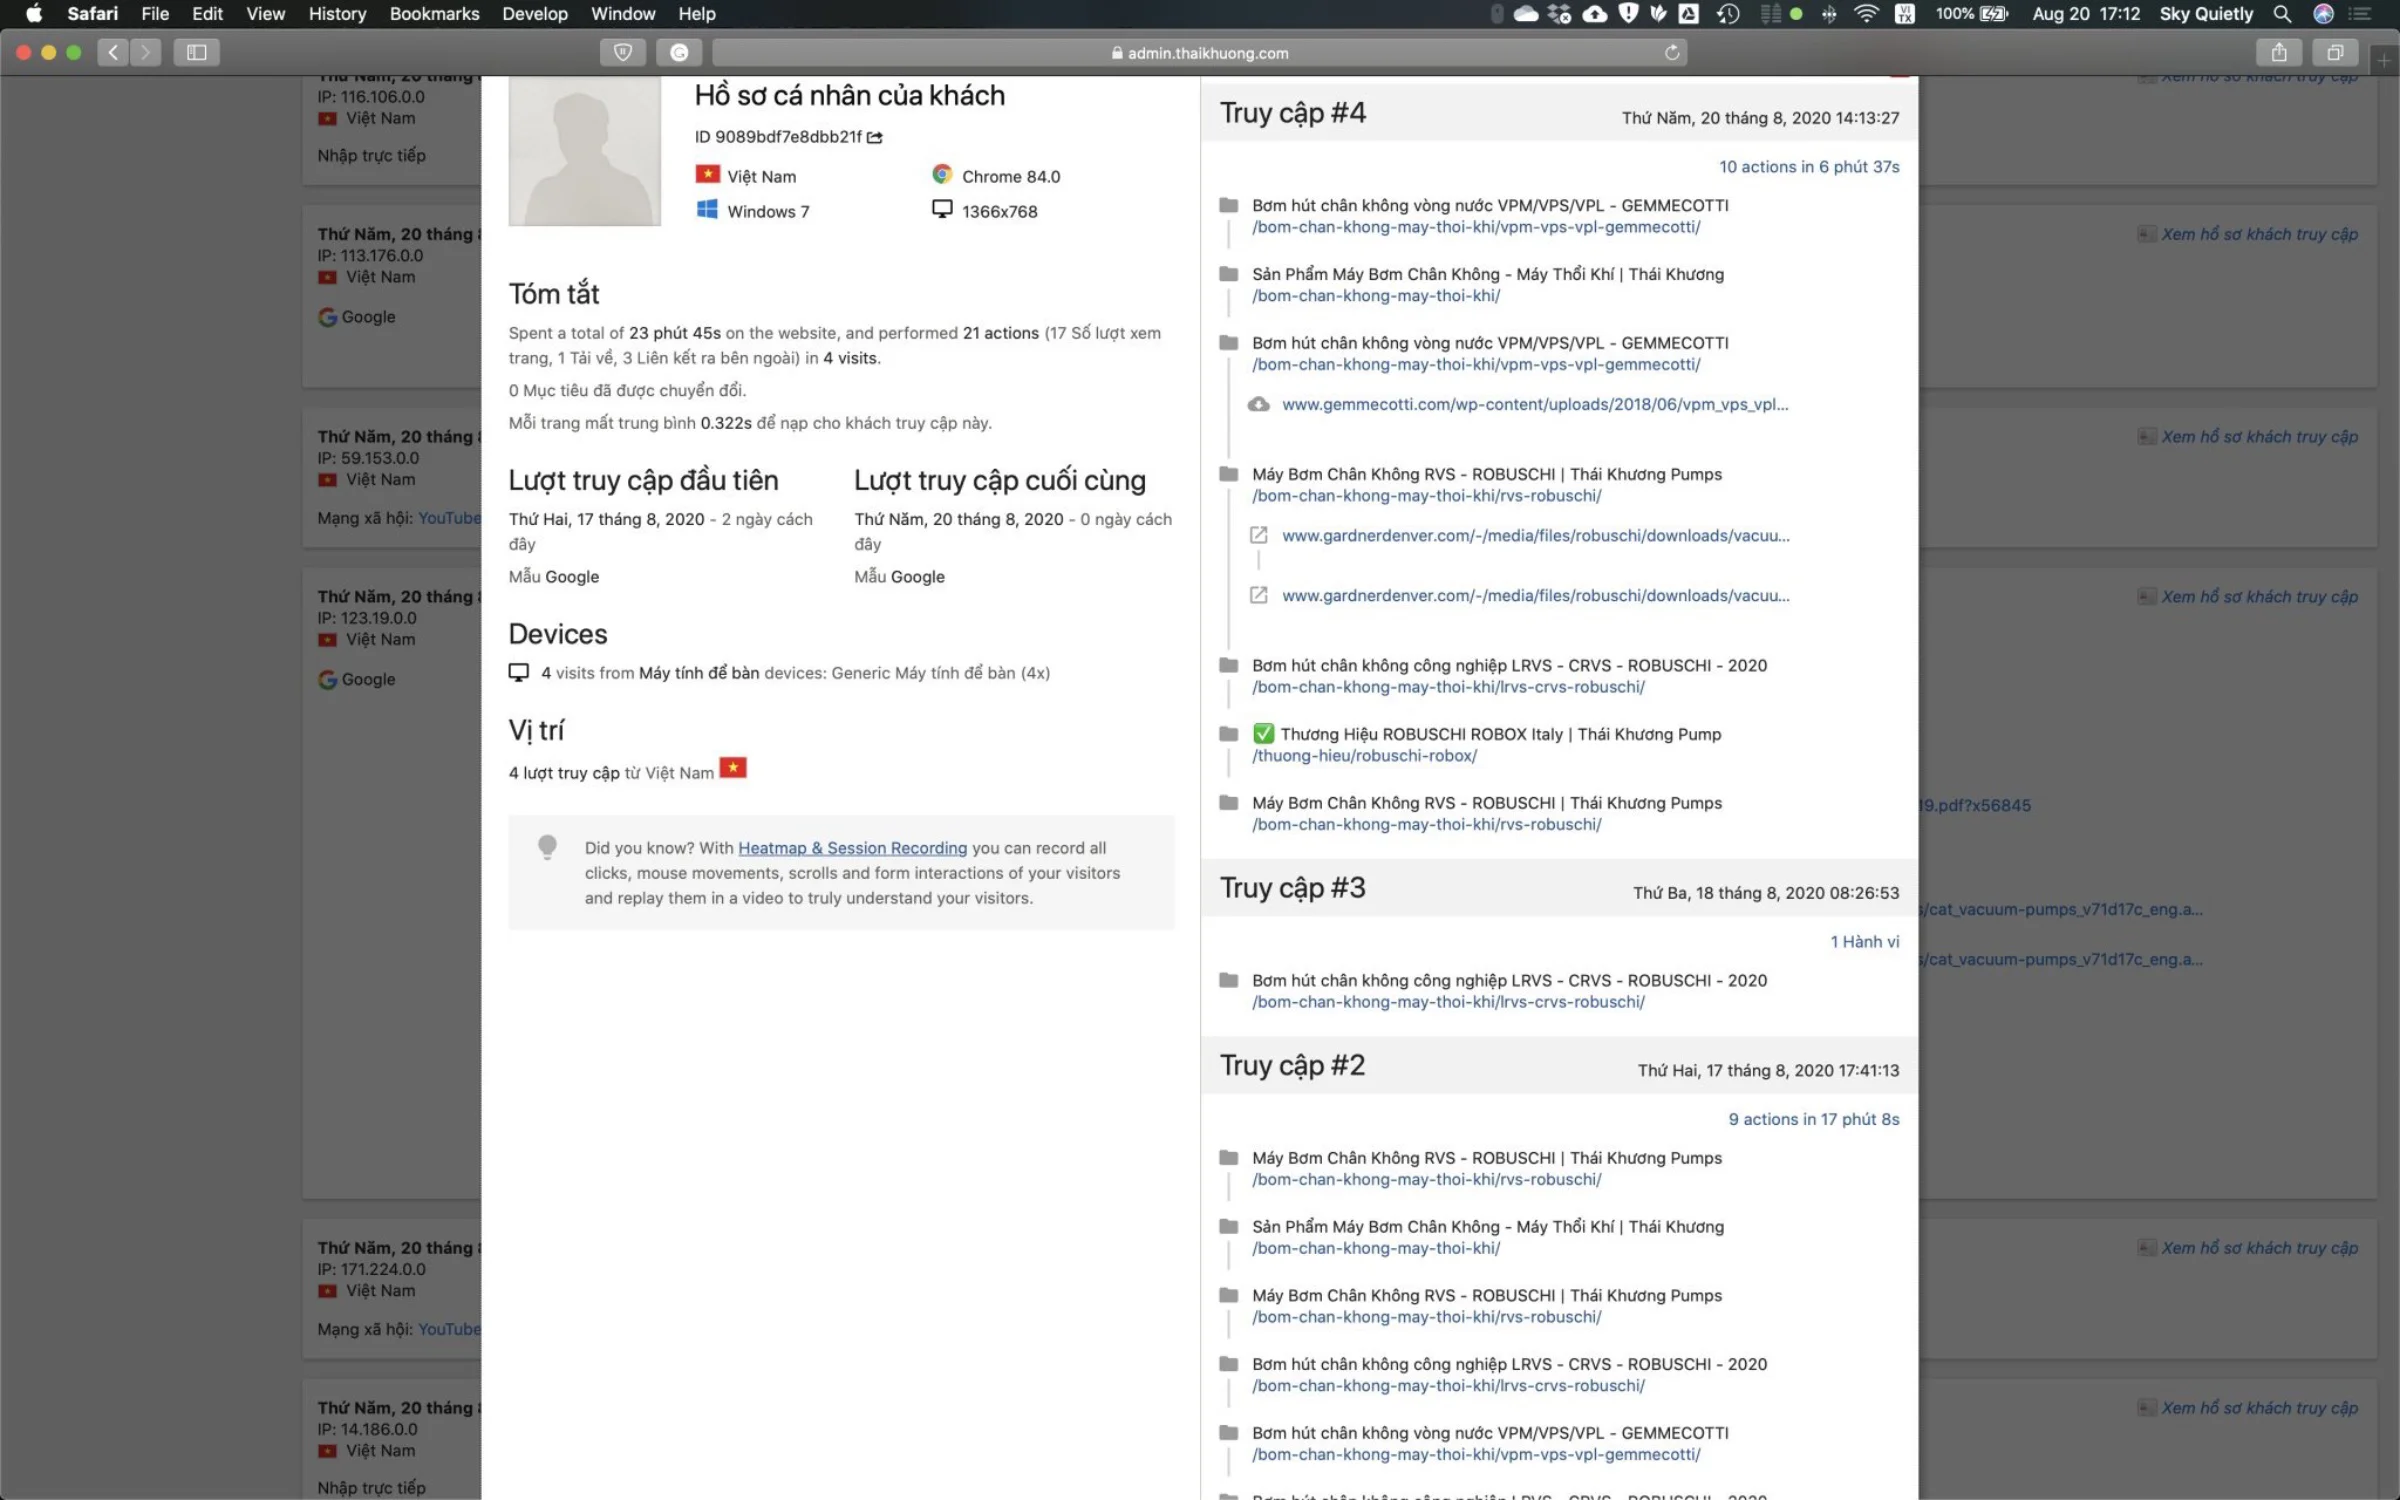 Safari File Edit View History Bookmarks Develop Window Help
100% Aug 20 17:12 Sky Quietly
admin.thaikhuong.com
IP: 116.106.0.0
Việt Nam
Nhập trực tiếp
Thứ Năm, 20 tháng
IP: 113.176.0.0
Việt Nam
Google
Thứ Năm, 20 tháng
IP: 59.153.0.0
Việt Nam
Mạng xã hội: YouTube
Thứ Năm, 20 tháng
IP: 123.19.0.0
Việt Nam
Google
Thứ Năm, 20 tháng
IP: 171.224.0.0
Việt Nam
Mạng xã hội: YouTube
Thứ Năm, 20 tháng
IP: 14.186.0.0
Việt Nam
Nhập trực tiếp
Hồ sơ cá nhân của khách
ID 9089bdf7e8dbb21f
Việt Nam
Chrome 84.0
Windows 7
1366x768
Tóm tắt
Spent a total of 23 phút 45s on the website, and performed 21 actions (17 Số lượt xem
trang, 1 Tải về, 3 Liên kết ra bên ngoài) in 4 visits.
0 Mục tiêu đã được chuyển đổi.
Mỗi trang mất trung bình 0.322s để nạp cho khách truy cập này.
Lượt truy cập đầu tiên
Thứ Hai, 17 tháng 8, 2020 - 2 ngày cách
đây
Mẫu Google
Lượt truy cập cuối cùng
Thứ Năm, 20 tháng 8, 2020 - 0 ngày cách
đây
Mẫu Google
Devices
4 visits from Máy tính để bàn devices: Generic Máy tính để bàn (4x)
Vị trí
4 lượt truy cập từ Việt Nam
Did you know? With Heatmap & Session Recording you can record all
clicks, mouse movements, scrolls and form interactions of your visitors
and replay them in a video to truly understand your visitors.
Truy cập #4
Thứ Năm, 20 tháng 8, 2020 14:13:27
10 actions in 6 phút 37s
Bơm hút chân không vòng nước VPM/VPS/VPL - GEMMECOTTI
/bom-chan-khong-may-thoi-khi/vpm-vps-vpl-gemmecotti/
Sản Phẩm Máy Bơm Chân Không - Máy Thổi Khí | Thái Khương
/bom-chan-khong-may-thoi-khi/
Bơm hút chân không vòng nước VPM/VPS/VPL - GEMMECOTTI
/bom-chan-khong-may-thoi-khi/vpm-vps-vpl-gemmecotti/
www.gemmecotti.com/wp-content/uploads/2018/06/vpm_vps_vpl...
Máy Bơm Chân Không RVS - ROBUSCHI | Thái Khương Pumps
/bom-chan-khong-may-thoi-khi/rvs-robuschi/
www.gardnerdenver.com/-/media/files/robuschi/downloads/vacuu...
www.gardnerdenver.com/-/media/files/robuschi/downloads/vacuu...
Bơm hút chân không công nghiệp LRVS - CRVS - ROBUSCHI - 2020
/bom-chan-khong-may-thoi-khi/lrvs-crvs-robuschi/
✅ Thương Hiệu ROBUSCHI ROBOX Italy | Thái Khương Pump
/thuong-hieu/robuschi-robox/
Máy Bơm Chân Không RVS - ROBUSCHI | Thái Khương Pumps
/bom-chan-khong-may-thoi-khi/rvs-robuschi/
Truy cập #3
Thứ Ba, 18 tháng 8, 2020 08:26:53
1 Hành vi
Bơm hút chân không công nghiệp LRVS - CRVS - ROBUSCHI - 2020
/bom-chan-khong-may-thoi-khi/lrvs-crvs-robuschi/
Truy cập #2
Thứ Hai, 17 tháng 8, 2020 17:41:13
9 actions in 17 phút 8s
Máy Bơm Chân Không RVS - ROBUSCHI | Thái Khương Pumps
/bom-chan-khong-may-thoi-khi/rvs-robuschi/
Sản Phẩm Máy Bơm Chân Không - Máy Thổi Khí | Thái Khương
/bom-chan-khong-may-thoi-khi/
Máy Bơm Chân Không RVS - ROBUSCHI | Thái Khương Pumps
/bom-chan-khong-may-thoi-khi/rvs-robuschi/
Bơm hút chân không công nghiệp LRVS - CRVS - ROBUSCHI - 2020
/bom-chan-khong-may-thoi-khi/lrvs-crvs-robuschi/
Bơm hút chân không vòng nước VPM/VPS/VPL - GEMMECOTTI
/bom-chan-khong-may-thoi-khi/vpm-vps-vpl-gemmecotti/
Xem hồ sơ khách truy cập
Xem hồ sơ khách truy cập
Xem hồ sơ khách truy cập
Xem hồ sơ khách truy cập
19.pdf?x56845
s/cat_vacuum-pumps_v71d17c_eng.a...
s/cat_vacuum-pumps_v71d17c_eng.a...
Xem hồ sơ khách truy cập
Xem hồ sơ khách truy cập